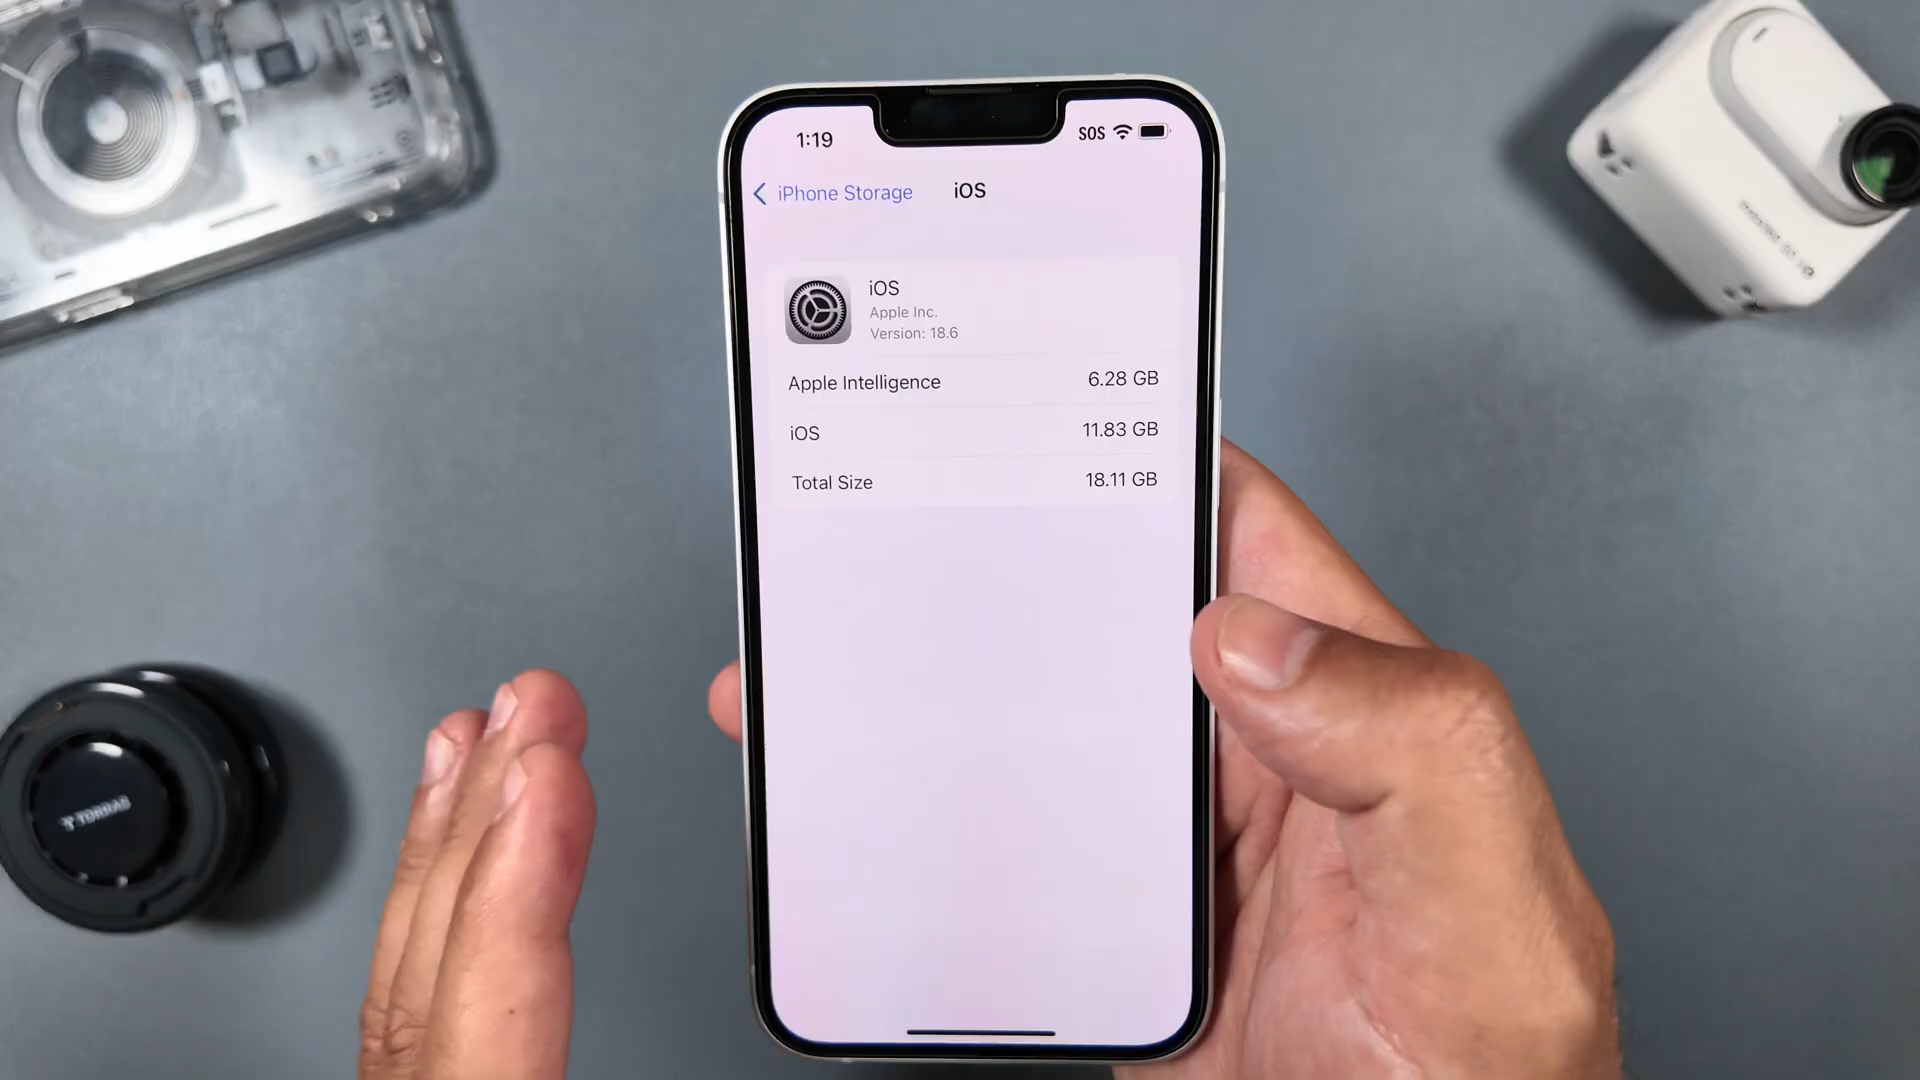 1:19
SOS
iPhone Storage
iOS
iOS
Apple Inc.
Version: 18.6
Apple Intelligence
6.28 GB
iOS
11.83 GB
Total Size
18.11 GB
TORRAS